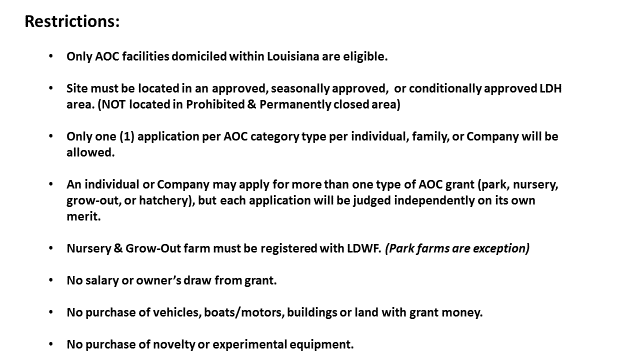 Restrictions:
• Only AOC facilities domiciled within Louisiana are eligible.
• Site must be located in an approved, seasonally approved,  or conditionally approved LDH
area. (NOT located in Prohibited & Permanently closed area)
• Only one (1) application per AOC category type per individual, family, or Company will be
allowed.
• An individual or Company may apply for more than one type of AOC grant (park, nursery,
grow-out, or hatchery), but each application will be judged independently on its own
merit.
• Nursery & Grow-Out farm must be registered with LDWF. (Park farms are exception)
• No salary or owner’s draw from grant.
• No purchase of vehicles, boats/motors, buildings or land with grant money.
• No purchase of novelty or experimental equipment.